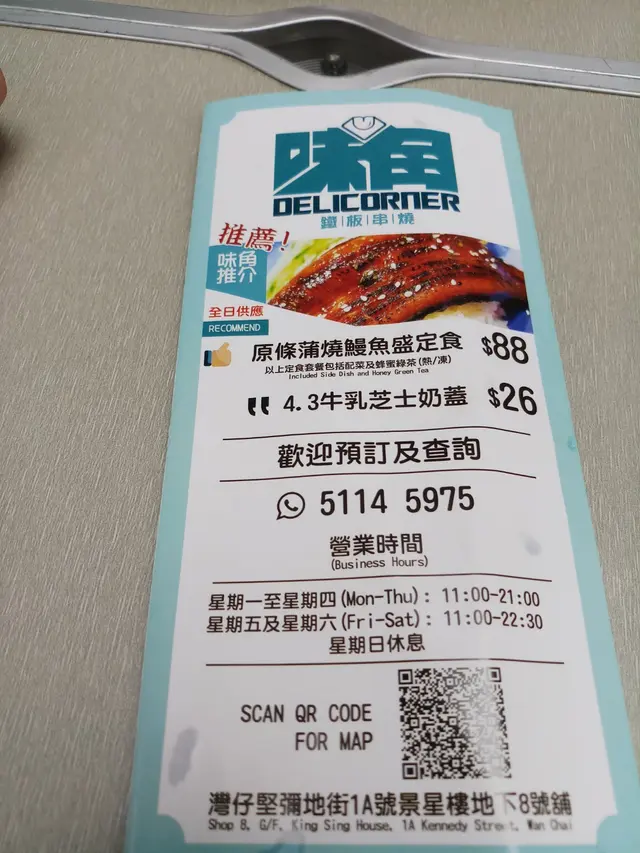 味角
DELICORNER
鐵|板|串|燒
推薦!
味角
推介
全日供應
RECOMMEND
原條蒲燒鰻魚盛定食 $88
以上定食套餐包括配菜及蜂蜜綠茶(熱/凍)
Included Side Dish and Honey Green Tea
4.3牛乳芝士奶蓋 $26
歡迎預訂及查詢
5114 5975
營業時間
(Business Hours)
星期一至星期四(Mon-Thu): 11:00-21:00
星期五及星期六(Fri-Sat): 11:00-22:30
星期日休息
SCAN QR CODE
FOR MAP
灣仔堅彌地街1A號景星樓地下8號舖
Shop 8, G/F, King Sing House, 1A Kennedy Street, Wan Chai